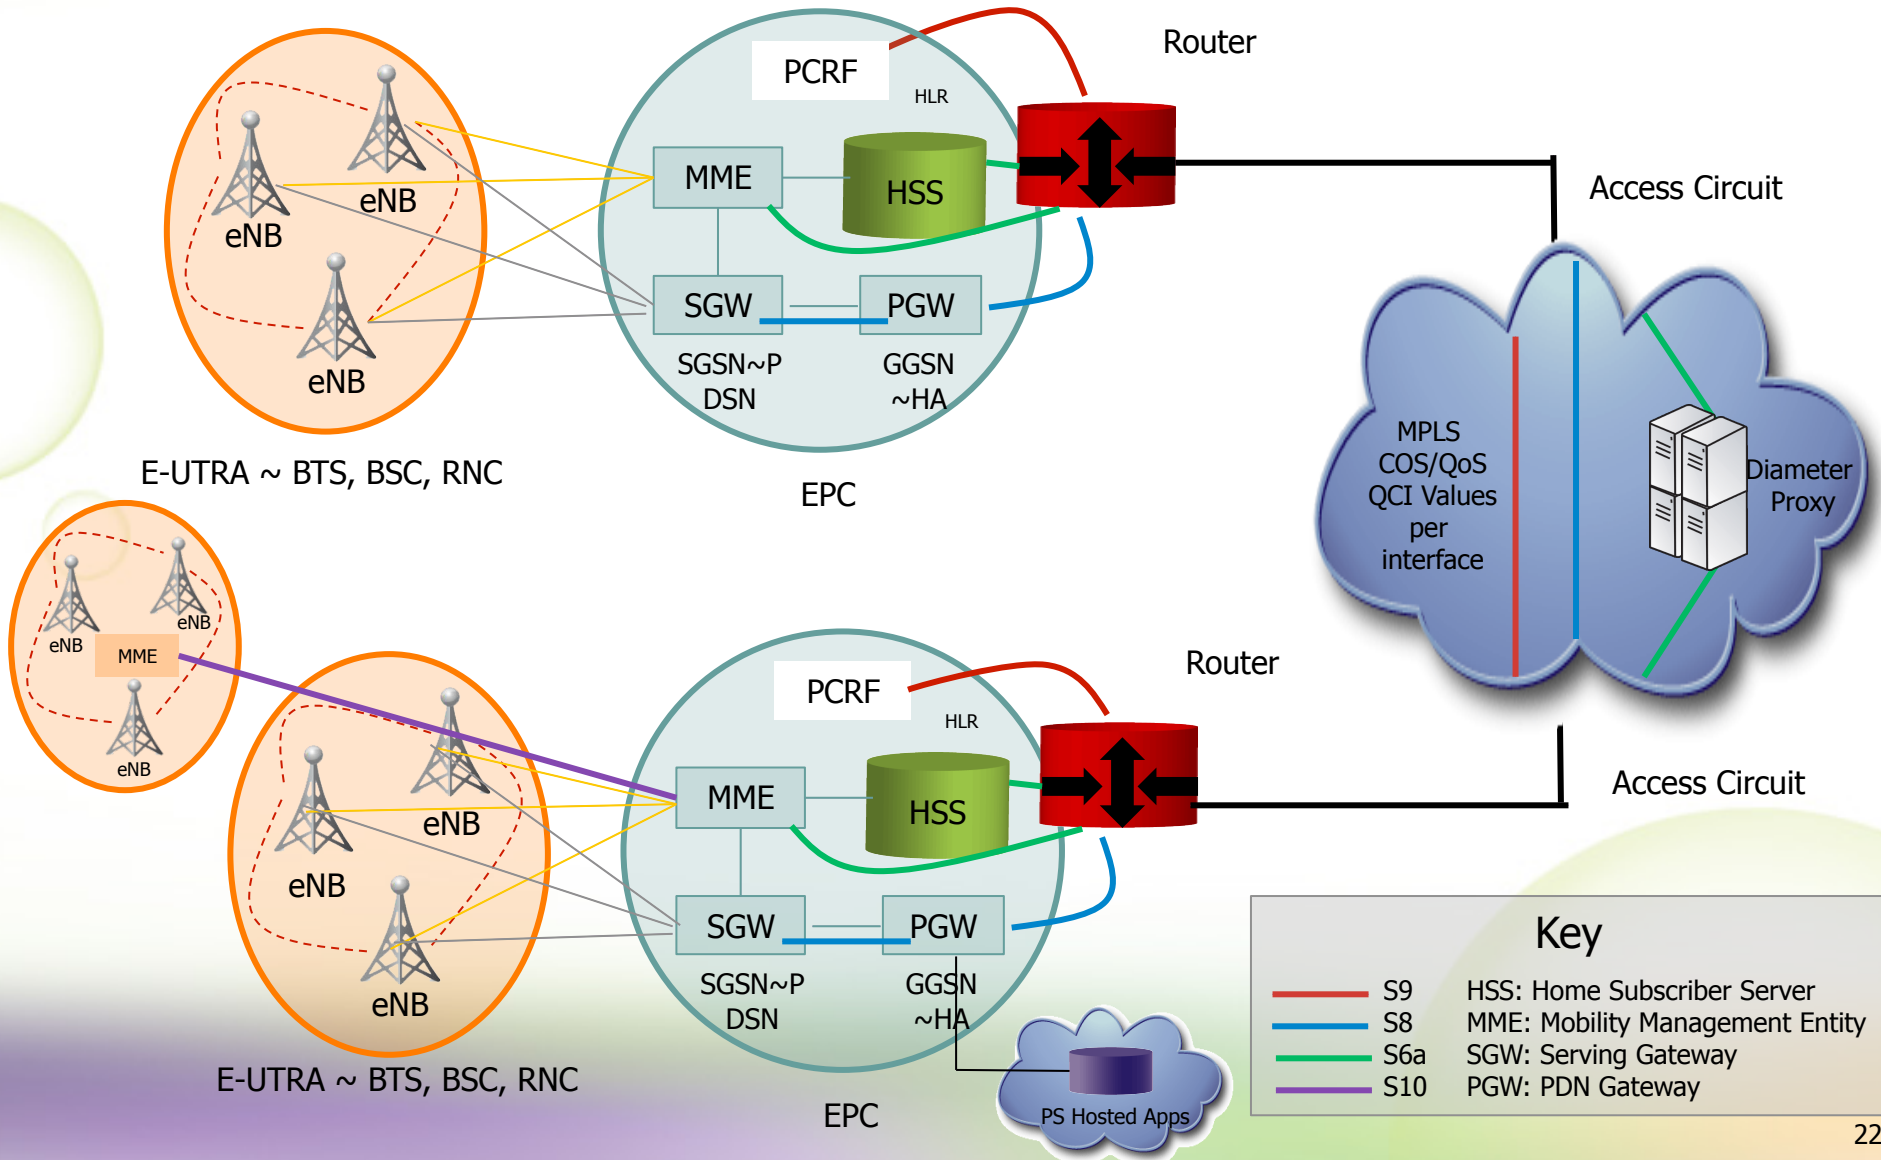 Router
PCRF
HLR
MME
HSS
eNB
eNB
eNB
SGW
PGW
SGSN~P
DSN
GGSN
~HA
E-UTRA ~ BTS, BSC, RNC
EPC
Access Circuit
MPLS
COS/QoS
QCI Values
per
interface
Diameter
Proxy
eNB
eNB
MME
eNB
Router
PCRF
HLR
MME
HSS
eNB
eNB
eNB
SGW
PGW
SGSN~P
DSN
GGSN
~HA
E-UTRA ~ BTS, BSC, RNC
EPC
Access Circuit
PS Hosted Apps
Key
S9 HSS: Home Subscriber Server
S8 MME: Mobility Management Entity
S6a SGW: Serving Gateway
S10 PGW: PDN Gateway
22